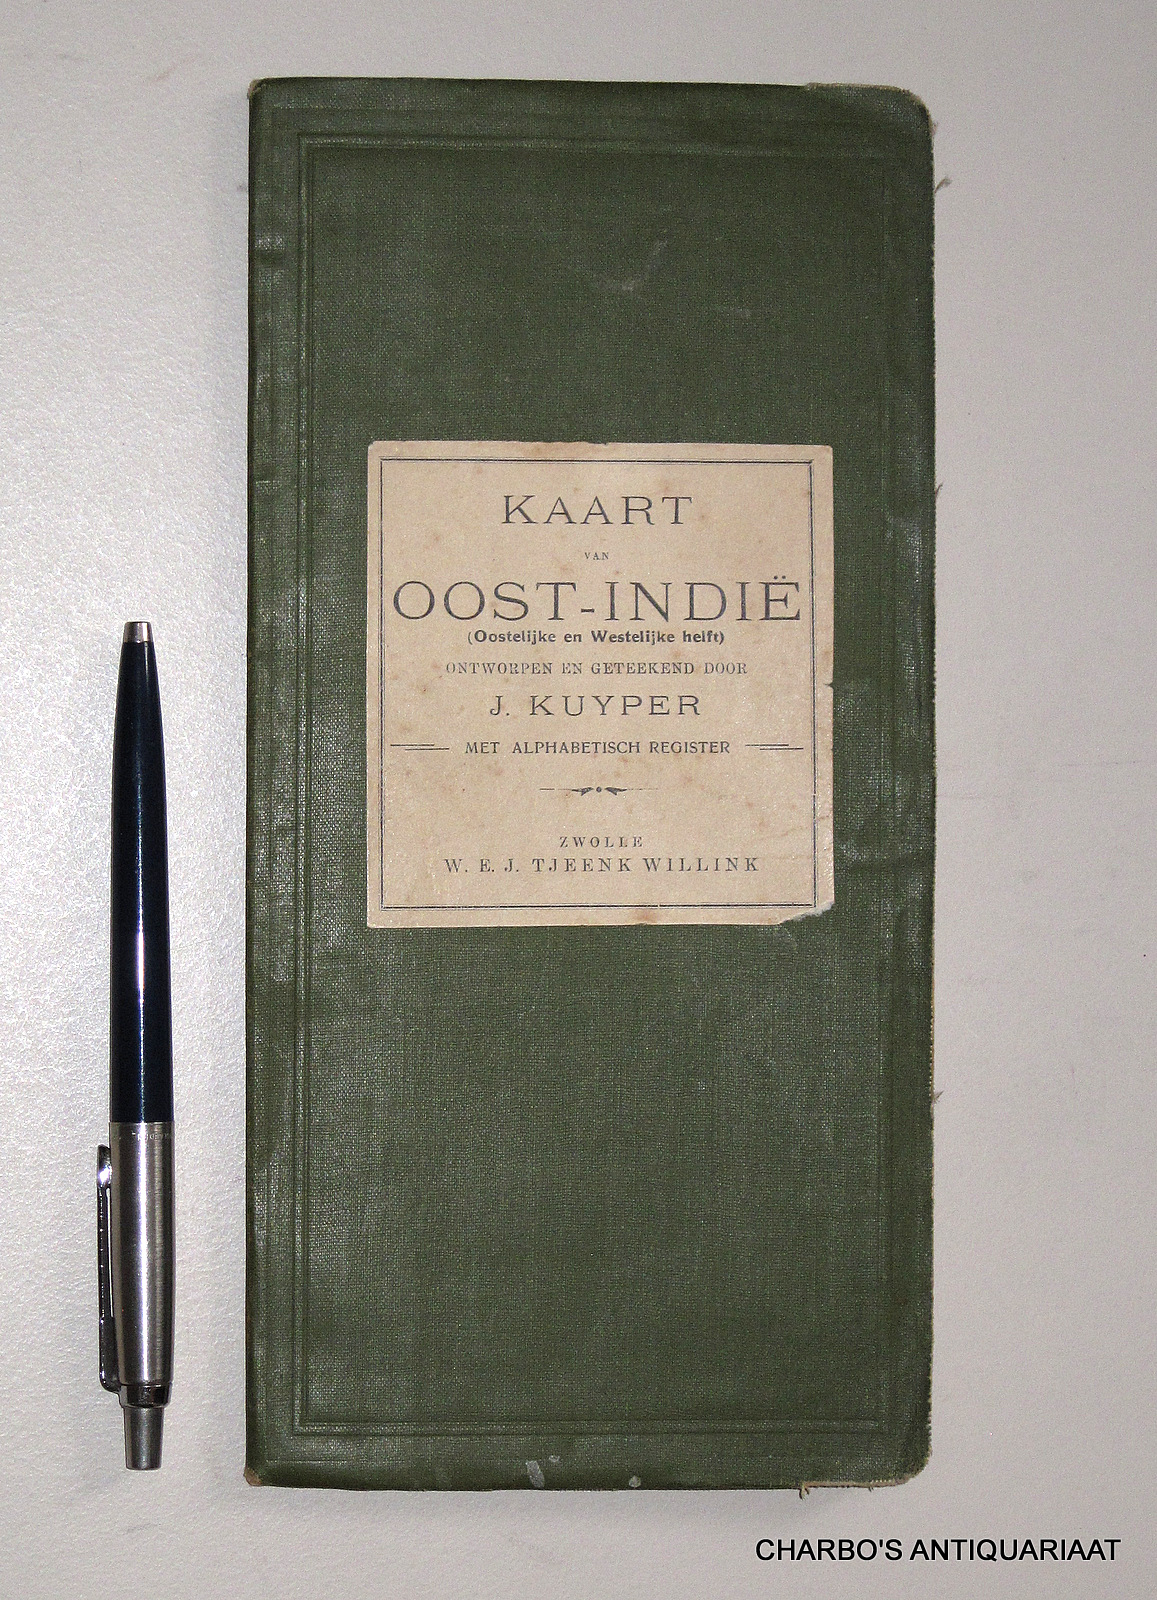 KAART
VAN
OOST-INDIË
(Oostelijke en Westelijke helft)
ONTWORPEN EN GETEEKEND DOOR
J. KUYPER
MET ALPHABETISCH REGISTER
ZWOLLE
W. E. J. TJEENK WILLINK
CHARBO'S ANTIQUARIAAT